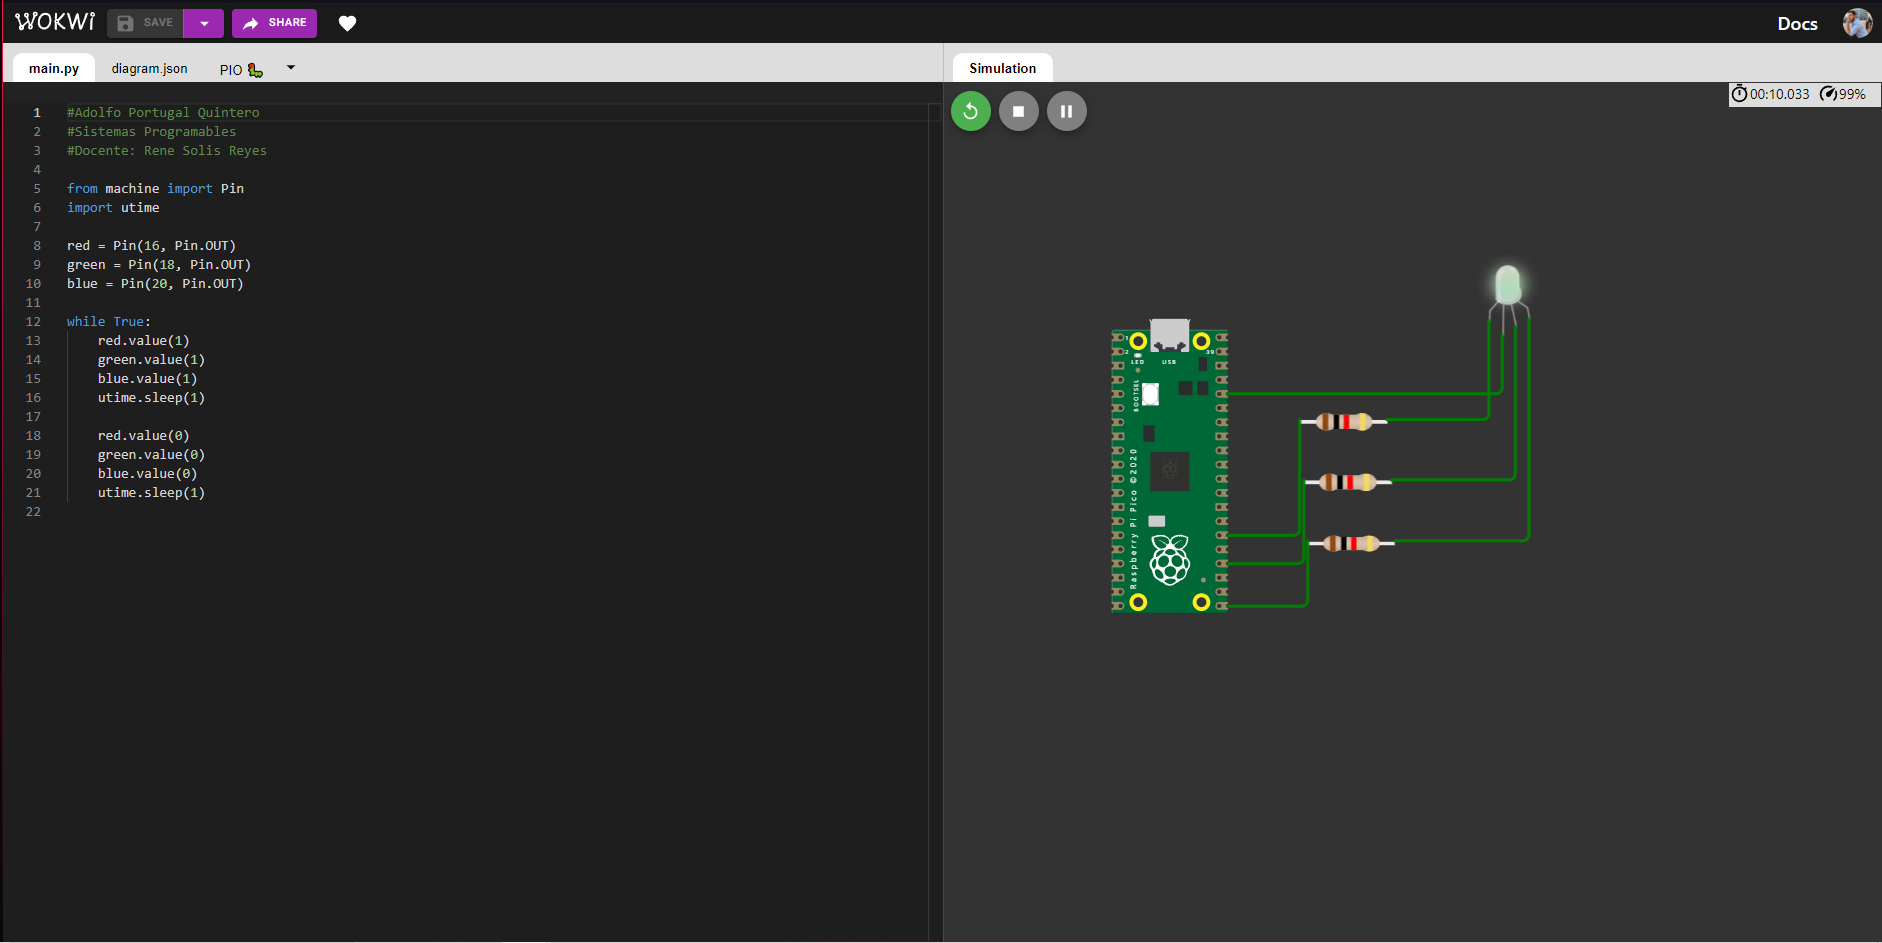 WOKWi
SAVE
SHARE
Docs
main.py
diagram.json
PIO
Simulation
00:10.033
99%
1 #Adolfo Portugal Quintero
2 #Sistemas Programables
3 #Docente: Rene Solis Reyes
4
5 from machine import Pin
6 import utime
7
8 red = Pin(16, Pin.OUT)
9 green = Pin(18, Pin.OUT)
10 blue = Pin(20, Pin.OUT)
11
12 while True:
13 red.value(1)
14 green.value(1)
15 blue.value(1)
16 utime.sleep(1)
17
18 red.value(0)
19 green.value(0)
20 blue.value(0)
21 utime.sleep(1)
22
1
2
39
LED
USB
BOOTSEL
Raspberry Pi Pico ©2020